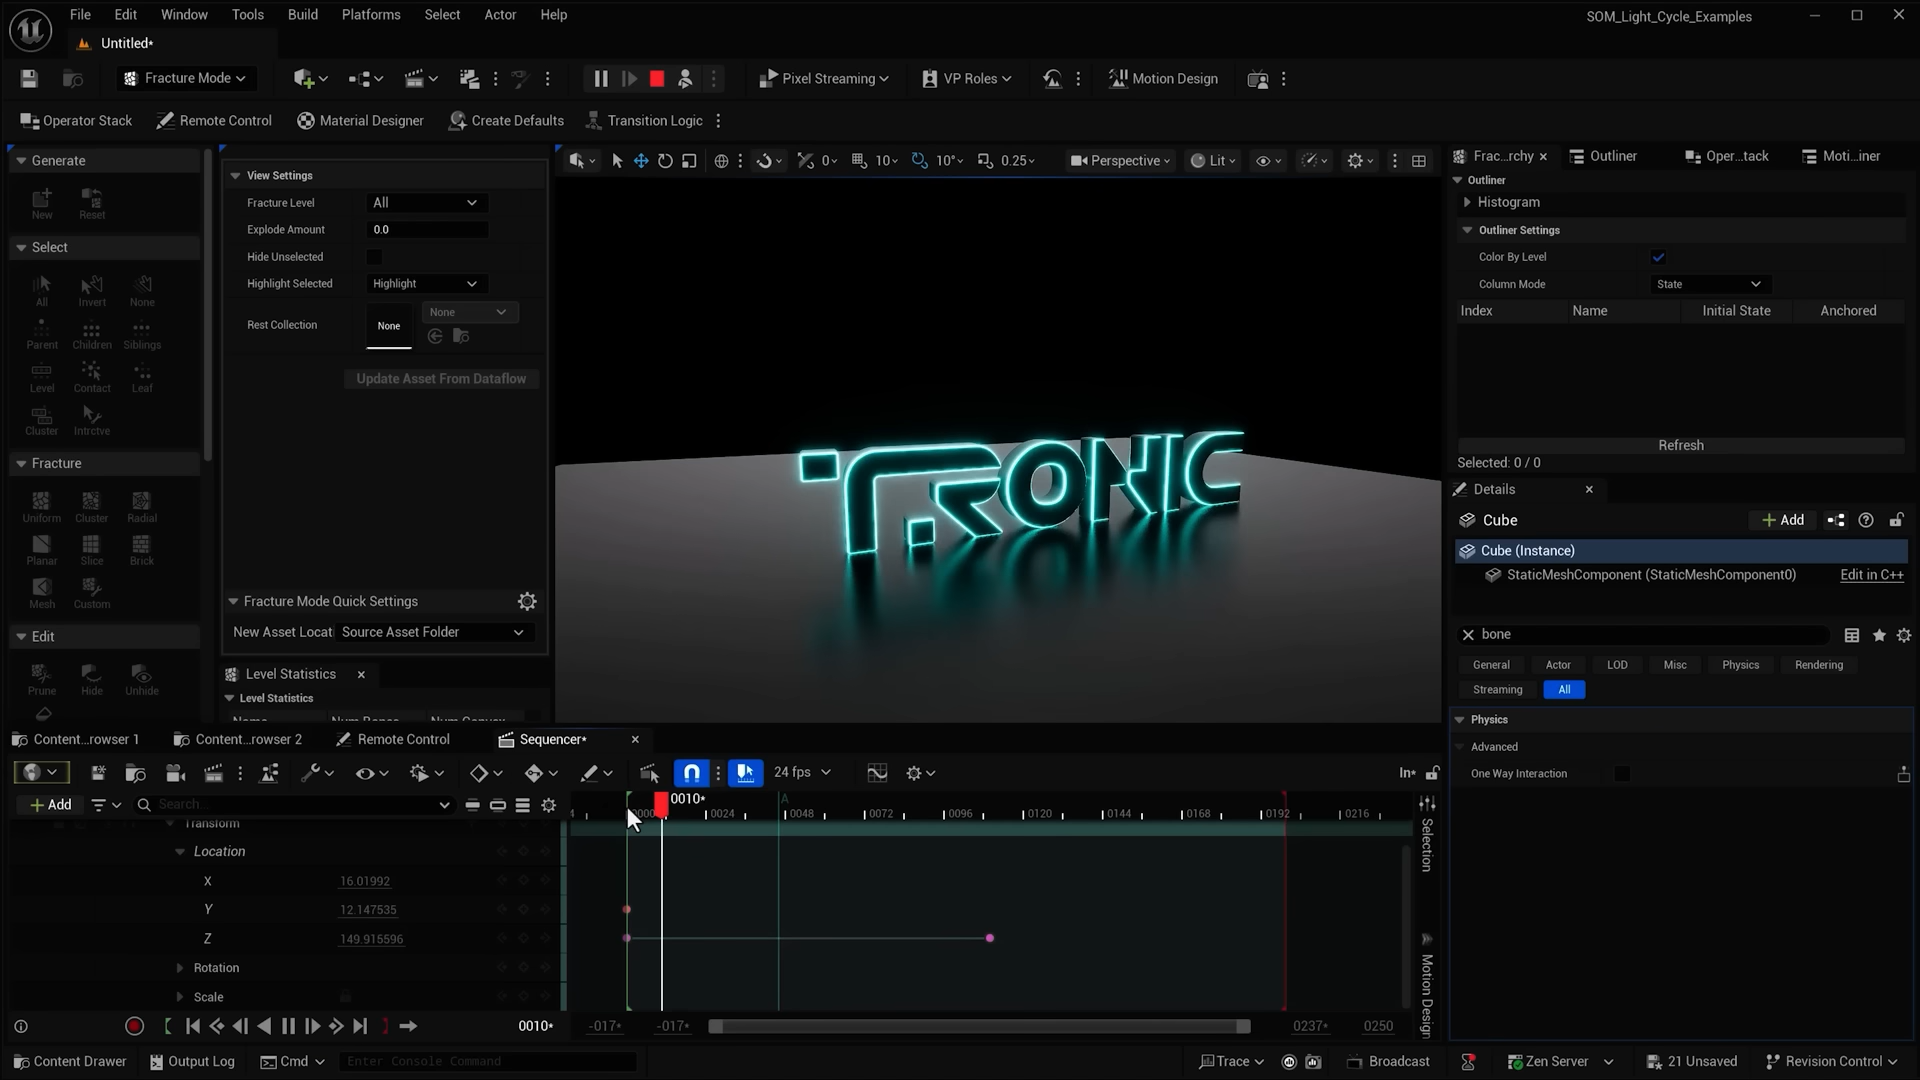 File Edit Window Tools Build Platforms Select Actor Help
SOM_Light_Cycle_Examples
Untitled*
Fracture Mode
Pixel Streaming
VP Roles
Motion Design
Operator Stack
Remote Control
Material Designer
Create Defaults
Transition Logic
Generate
New Reset
Select
All Invert None
Parent Children Siblings
Level Contact Leaf
Cluster Intrctve
Fracture
Uniform Cluster Radial
Planar Slice Brick
Mesh Custom
Edit
Prune Hide Unhide
View Settings
Fracture Level All
Explode Amount 0.0
Hide Unselected
Highlight Selected Highlight
Rest Collection None None
Update Asset From Dataflow
Fracture Mode Quick Settings
New Asset Locati Source Asset Folder
Level Statistics
Level Statistics
0 10 10° 0.25
Perspective Lit
TRONIC
Frac...rchy Outliner Oper...tack Moti...iner
Outliner
Histogram
Outliner Settings
Color By Level
Column Mode State
Index Name Initial State Anchored
Refresh
Selected: 0 / 0
Details
Cube
Add
Cube (Instance)
StaticMeshComponent (StaticMeshComponent0) Edit in C++
bone
General Actor LOD Misc Physics Rendering
Streaming All
Physics
Advanced
One Way Interaction
Content...rowser 1 Content...rowser 2 Remote Control Sequencer*
24 fps
In*
Add Search...
0010*
0024 0048 0072 0096 0120 0144 0168 0192 0216
A
Transform
Location
X 16.01992
Y 12.147535
Z 149.915596
Rotation
Scale
Selection
Motion Design
0010* -017* -017* 0237* 0250
Content Drawer Output Log Cmd Enter Console Command
Trace Broadcast Zen Server 21 Unsaved Revision Control